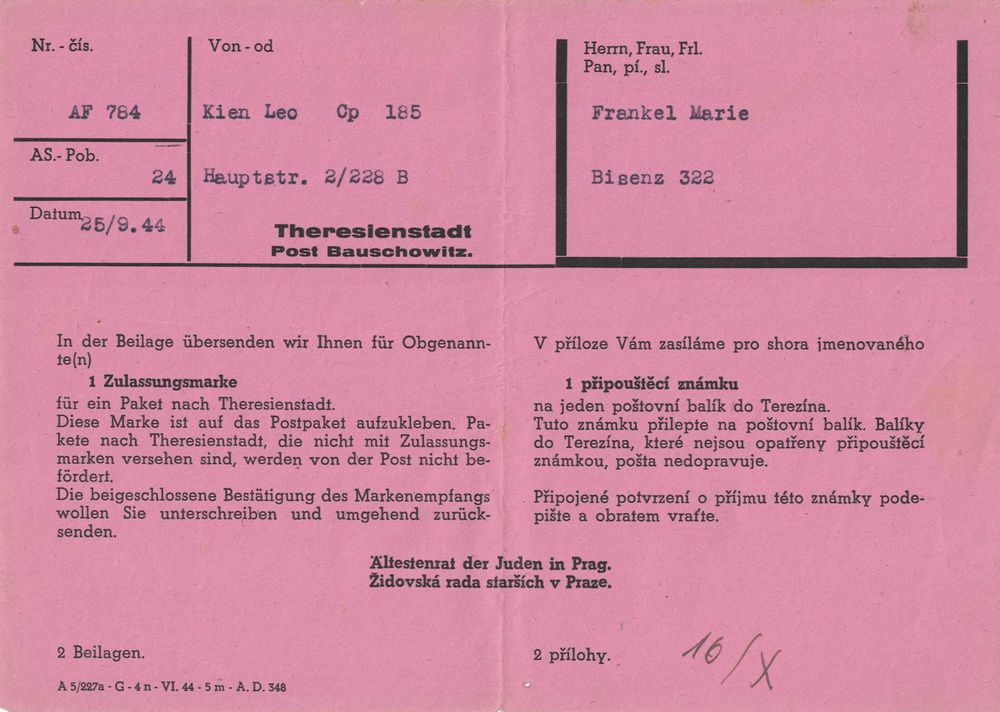 Nr. - čís.
AF 784
AS.- Pob.
24
Datum
25/9.44
Von - od
Kien Leo Cp 185
Hauptstr. 2/228 B
Theresienstadt
Post Bauschowitz.
Herrn, Frau, Frl.
Pan, pí., sl.
Frankel Marie
Bisenz 322
In der Beilage übersenden wir Ihnen für Obgenann-
te(n)
1 Zulassungsmarke
für ein Paket nach Theresienstadt.
Diese Marke ist auf das Postpaket aufzukleben. Pa-
kete nach Theresienstadt, die nicht mit Zulassungs-
marken versehen sind, werden von der Post nicht be-
fördert.
Die beigeschlossene Bestätigung des Markenempfangs
wollen Sie unterschreiben und umgehend zurück-
senden.
V příloze Vám zasíláme pro shora jmenovaného
1 připouštěcí známku
na jeden poštovní balík do Terezína.
Tuto známku přilepte na poštovní balík. Balíky
do Terezína, které nejsou opatřeny připouštěcí
známkou, pošta nedopravuje.
Připojené potvrzení o příjmu této známky pode-
pište a obratem vraťte.
Ältestenrat der Juden in Prag.
Židovská rada starších v Praze.
2 Beilagen.
2 přílohy.
16/X
A 5/227a - G - 4 n - VI. 44 - 5 m - A. D. 348